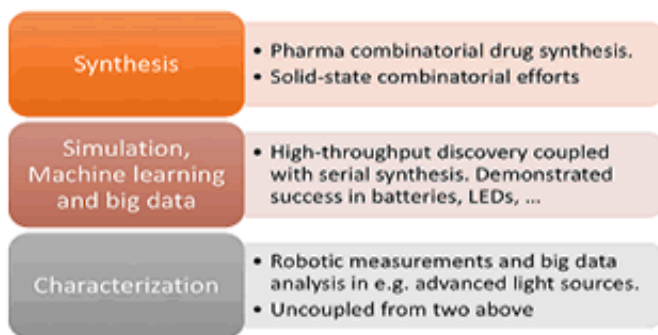 Synthesis
• Pharma combinatorial drug synthesis.
• Solid-state combinatorial efforts
Simulation,
Machine learning
and big data
• High-throughput discovery coupled
with serial synthesis. Demonstrated
success in batteries, LEDs, ...
Characterization
• Robotic measurements and big data
analysis in e.g. advanced light sources.
• Uncoupled from two above